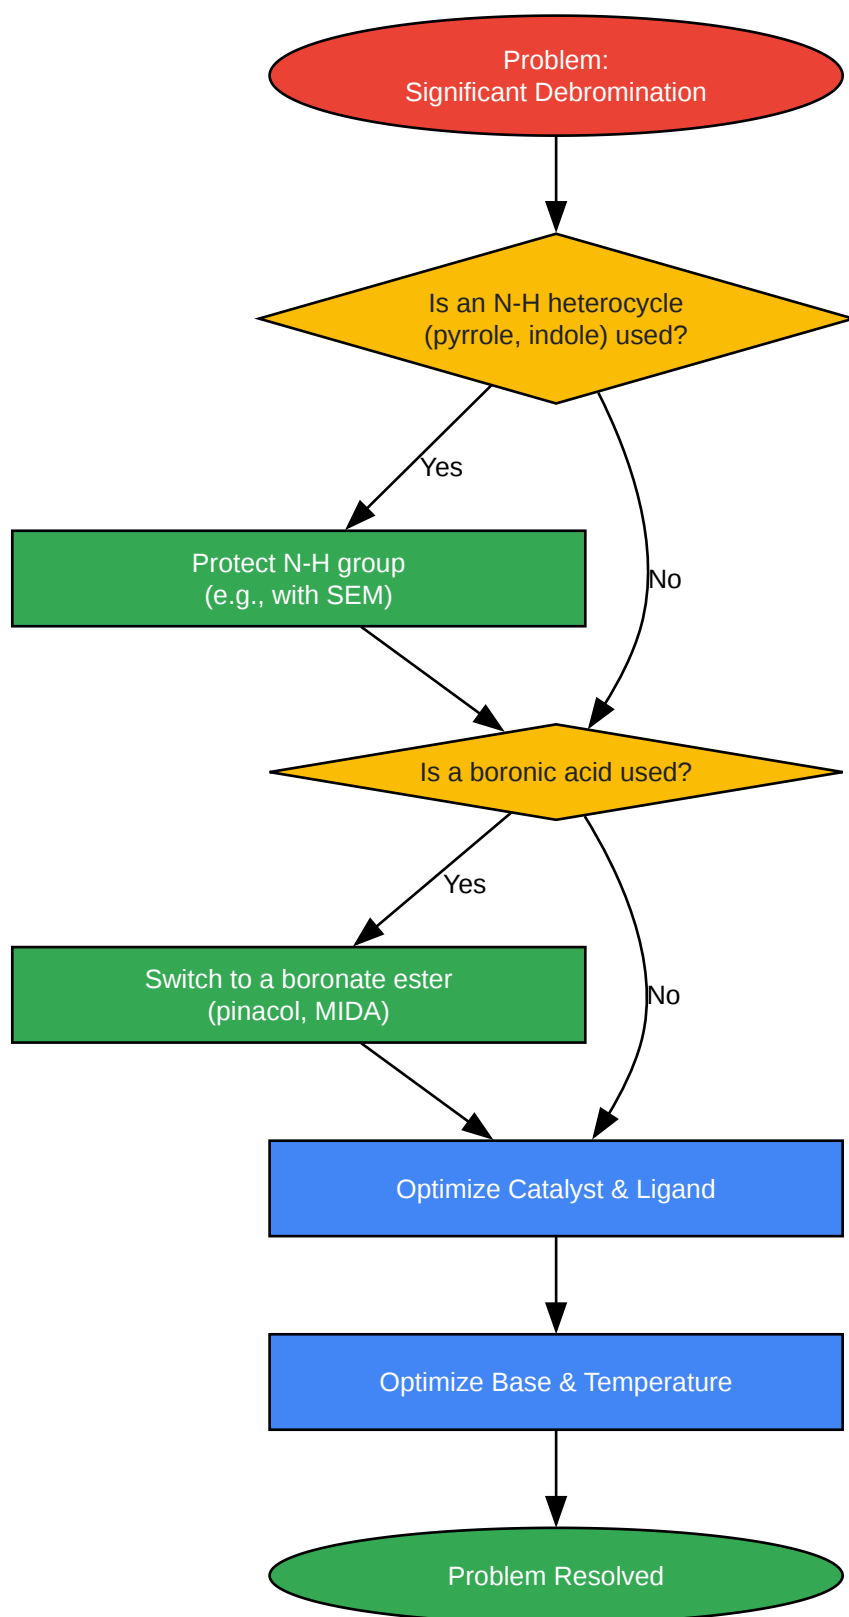 Problem:
Significant Debromination
Is an N-H heterocycle
(pyrrole, indole) used?
Yes
Protect N-H group
(e.g., with SEM)
No
Is a boronic acid used?
Yes
Switch to a boronate ester
(pinacol, MIDA)
No
Optimize Catalyst & Ligand
Optimize Base & Temperature
Problem Resolved